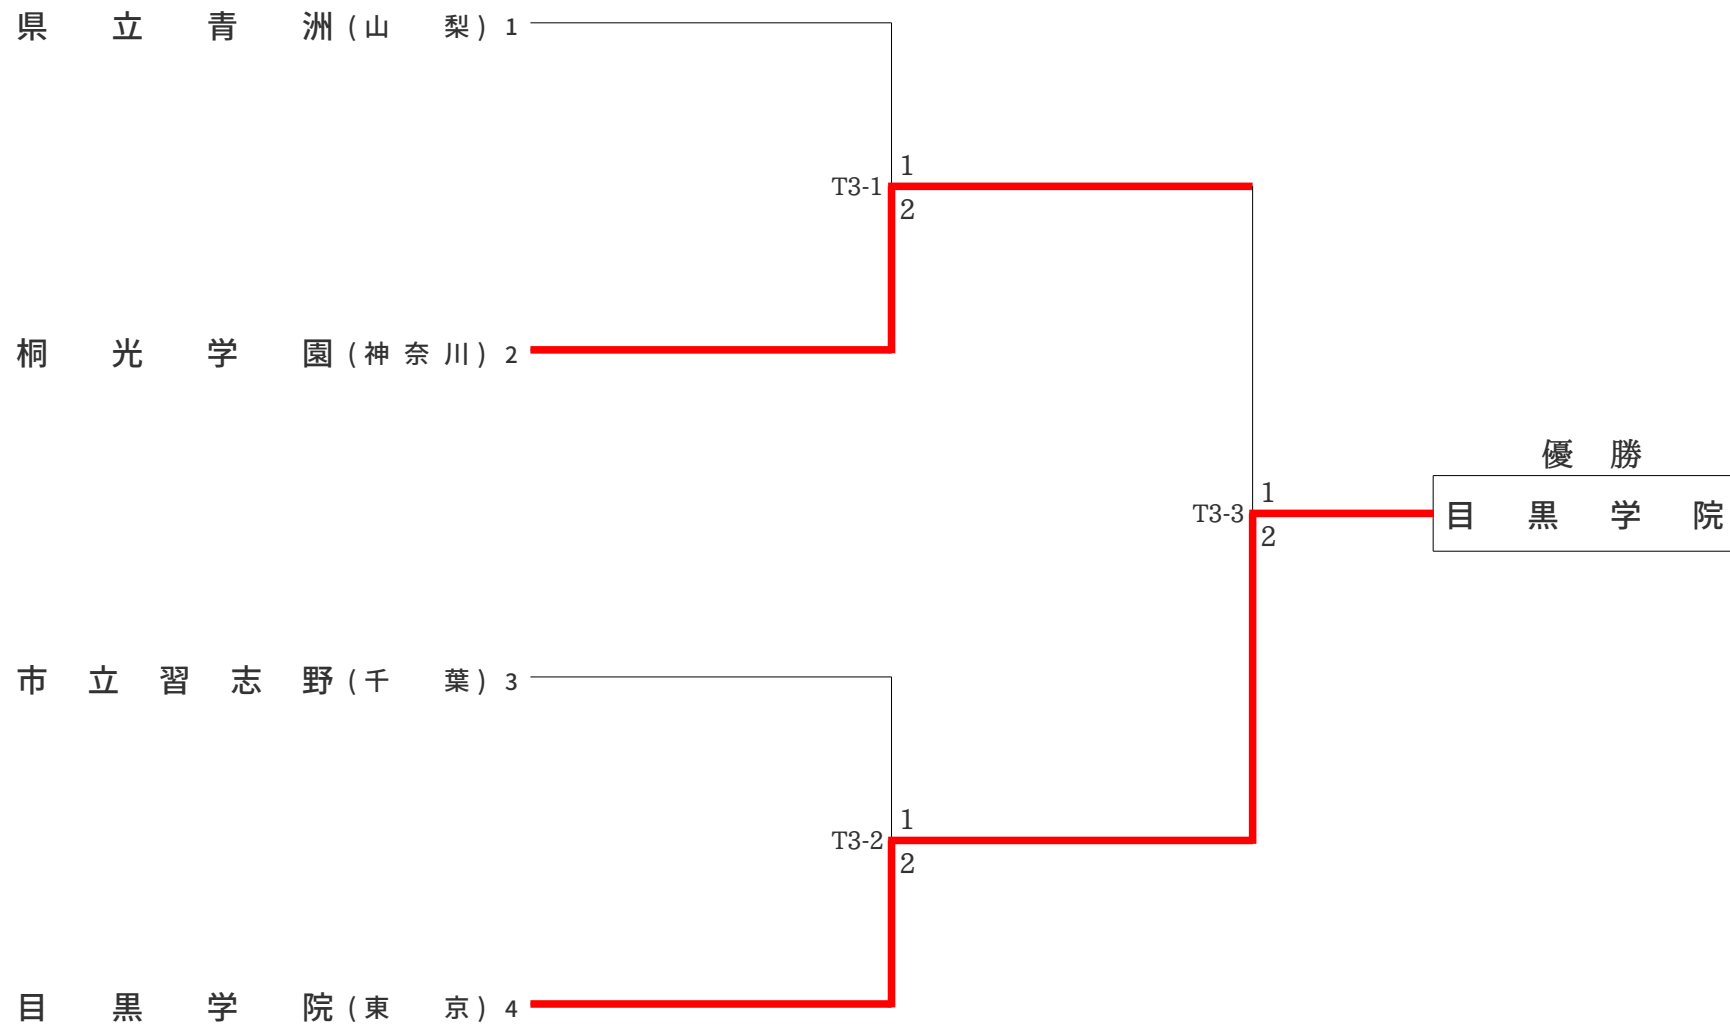 県立青洲(山梨) 1
1
T3-1
2
桐光学園(神奈川) 2
優勝
1
目黒学院
T3-3
2
市立習志野(千葉) 3
1
T3-2
2
目黒学院(東京) 4